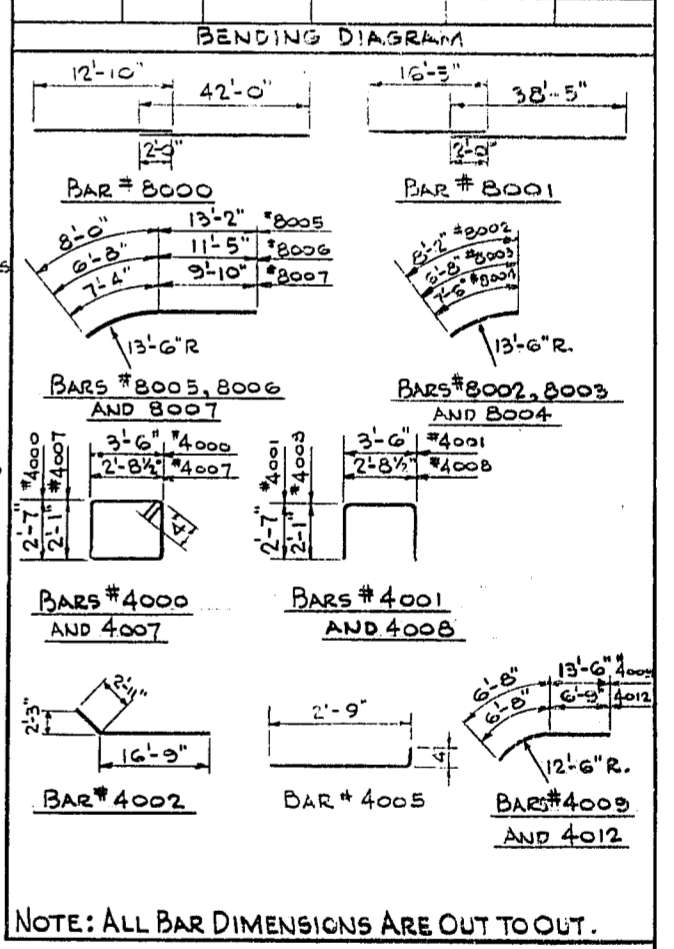 BENDING DIAGRAM
12'-10"
42'-0"
2'-0"
BAR # 8000
16'-5"
38'-5"
2'-0"
BAR # 8001
8'-0"
6'-8"
7'-4"
13'-2" #8005
11'-5" #8006
9'-10" #8007
13'-6"R
BARS #8005, 8006
AND 8007
8'-2" #8002
6'-8" #8003
7'-6" #8004
13'-6"R.
BARS #8002, 8003
AND 8004
3'-6" #4000
2'-8½" #4007
2'-7" #4000
2'-1" #4007
4"
BARS #4000
AND 4007
3'-6" #4001
2'-8½" #4008
2'-7" #4001
2'-1" #4008
BARS #4001
AND 4008
2'-11"
2'-3"
16'-9"
BAR # 4002
2'-9"
4"
BAR # 4005
6'-8"
6'-8"
13'-6" #4009
6'-9" 4012
12'-6" R.
BARS #4009
AND 4012
NOTE: ALL BAR DIMENSIONS ARE OUT TO OUT.